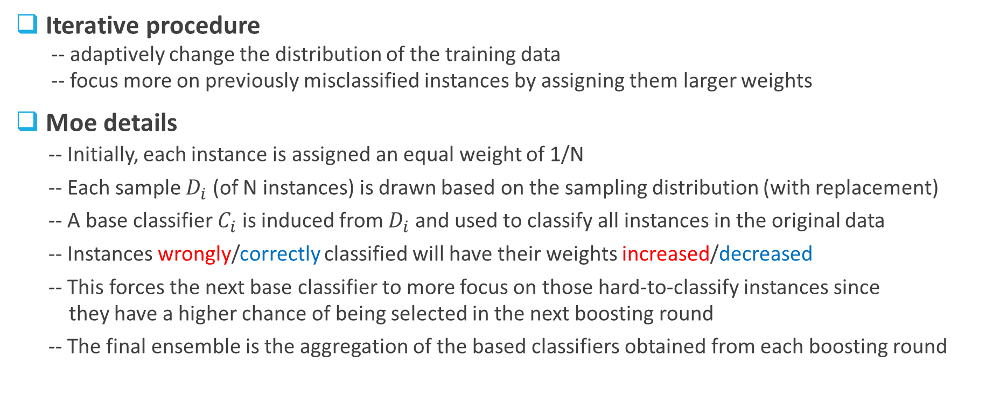 Iterative procedure
-- adaptively change the distribution of the training data
-- focus more on previously misclassified instances by assigning them larger weights
Moe details
-- Initially, each instance is assigned an equal weight of 1/N
-- Each sample D_i (of N instances) is drawn based on the sampling distribution (with replacement)
-- A base classifier C_i is induced from D_i and used to classify all instances in the original data
-- Instances wrongly/correctly classified will have their weights increased/decreased
-- This forces the next base classifier to more focus on those hard-to-classify instances since
they have a higher chance of being selected in the next boosting round
-- The final ensemble is the aggregation of the based classifiers obtained from each boosting round